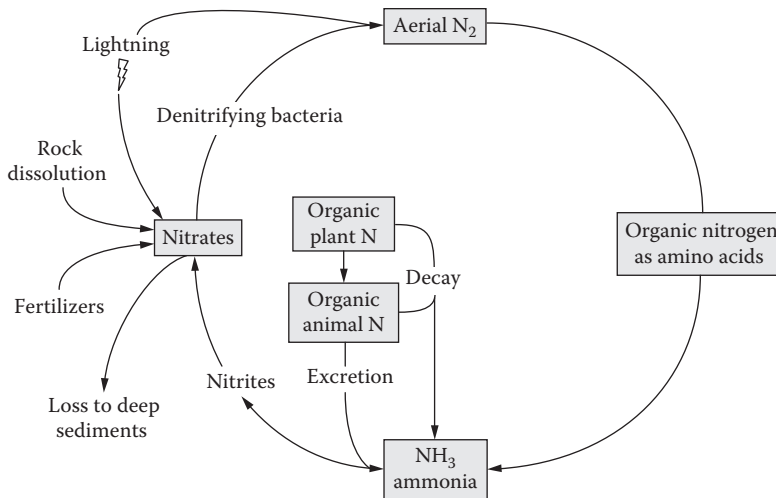 Aerial N₂
Lightning
Denitrifying bacteria
Rock
dissolution
Organic
plant N
Nitrates
Organic nitrogen
as amino acids
Decay
Fertilizers
Organic
animal N
Nitrites
Excretion
Loss to deep
sediments
NH₃
ammonia